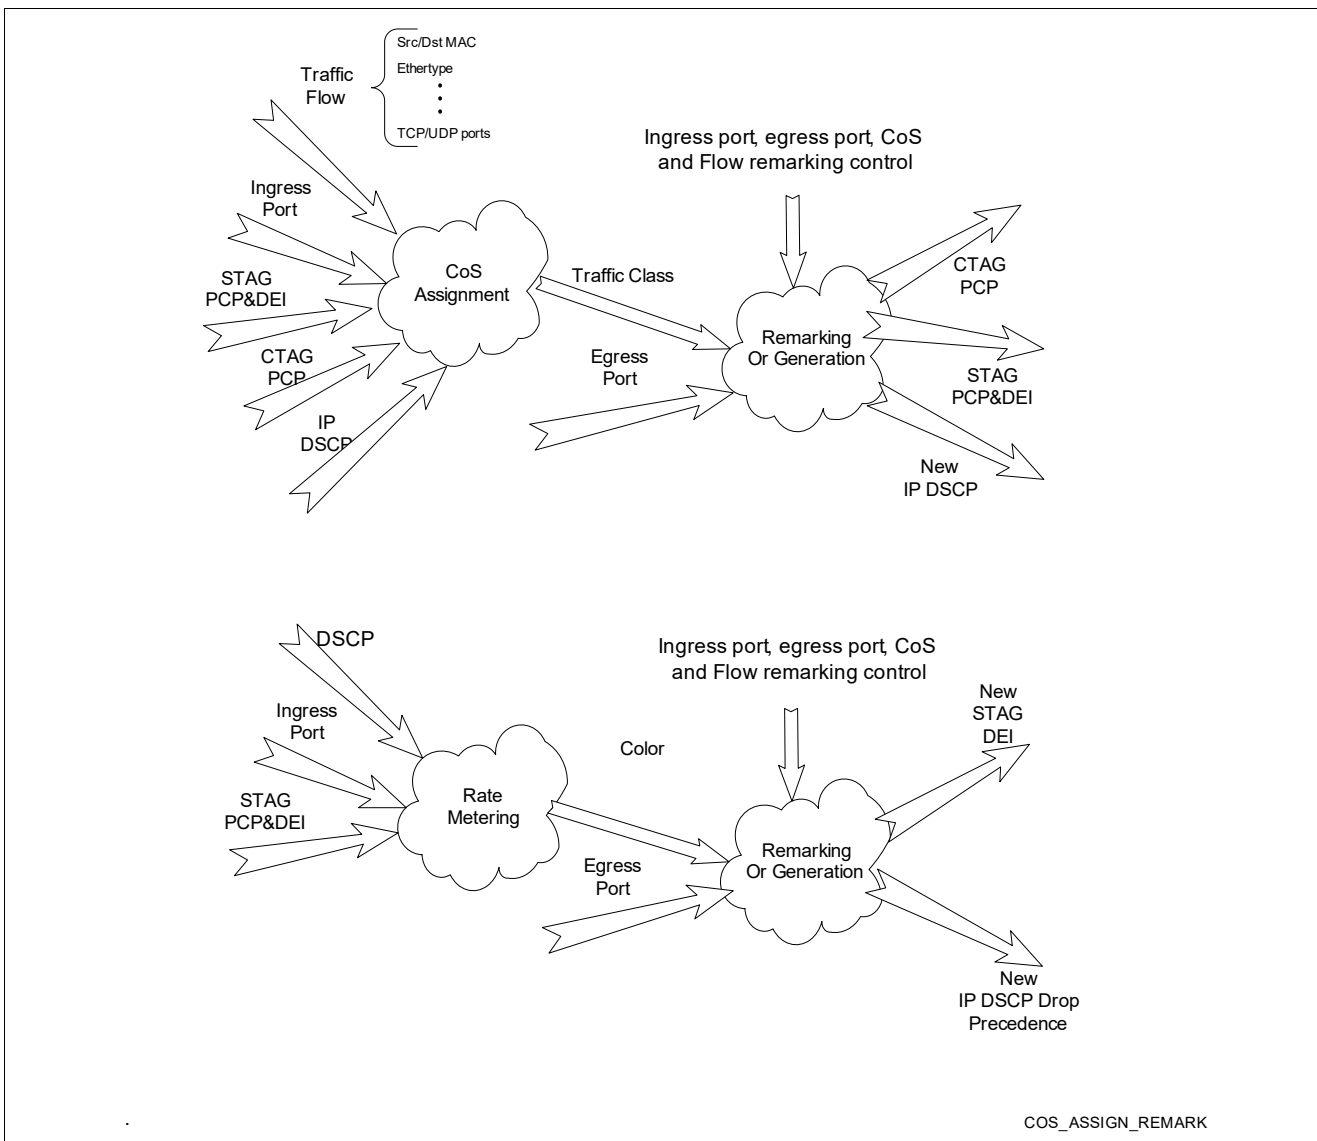 Src/Dst MAC
Ethertype
Traffic
Flow
TCP/UDP ports
Ingress port, egress port, CoS
and Flow remarking control
Ingress
Port
STAG
PCP&DEI
CTAG
PCP
IP
DSCP
CoS
Assignment
Traffic Class
Egress
Port
Remarking
Or Generation
CTAG
PCP
STAG
PCP&DEI
New
IP DSCP
DSCP
Ingress
Port
STAG
PCP&DEI
Rate
Metering
Color
Ingress port, egress port, CoS
and Flow remarking control
Egress
Port
Remarking
Or Generation
New
STAG
DEI
New
IP DSCP Drop
Precedence
.
COS_ASSIGN_REMARK